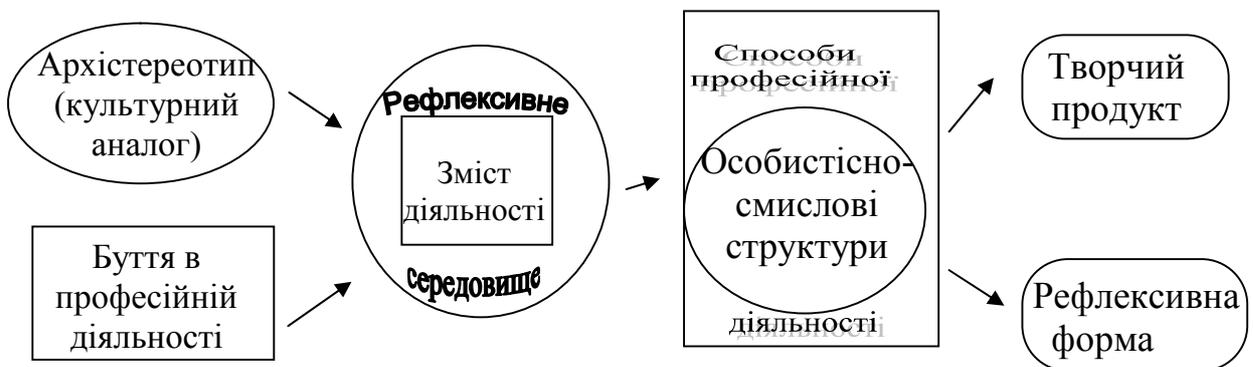 Архістереотип
(культурний
аналог)
Буття в
професійній
діяльності
Рефлексивне
Зміст
діяльності
середовище
Способи
професійної
Особистісно-
смислові
структури
діяльності
Творчий
продукт
Рефлексивна
форма